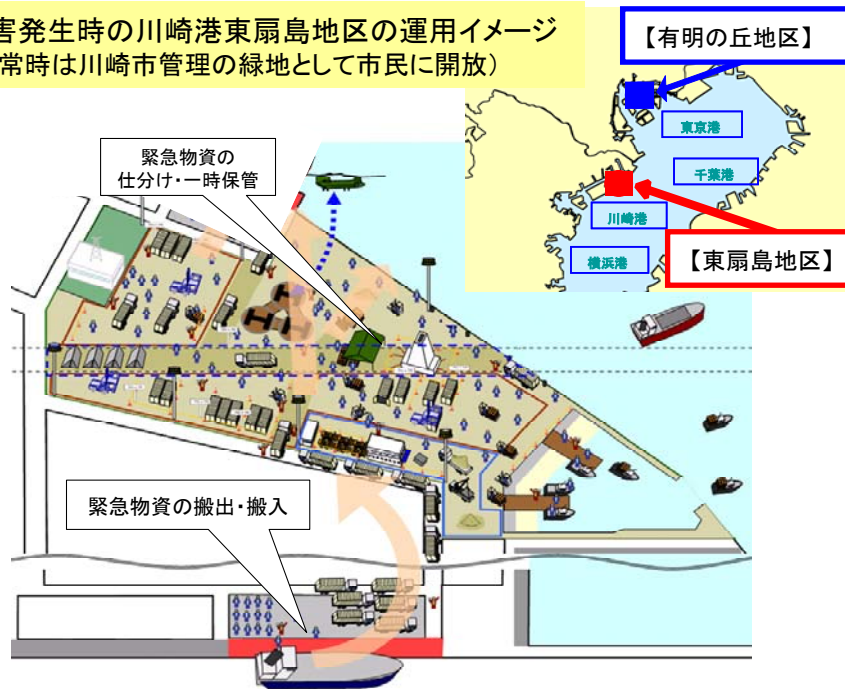 害発生時の川崎港東扇島地区の運用イメージ
常時は川崎市管理の緑地として市民に開放）
【有明の丘地区】
東京港
千葉港
川崎港
横浜港
【東扇島地区】
緊急物資の
仕分け・一時保管
緊急物資の搬出・搬入